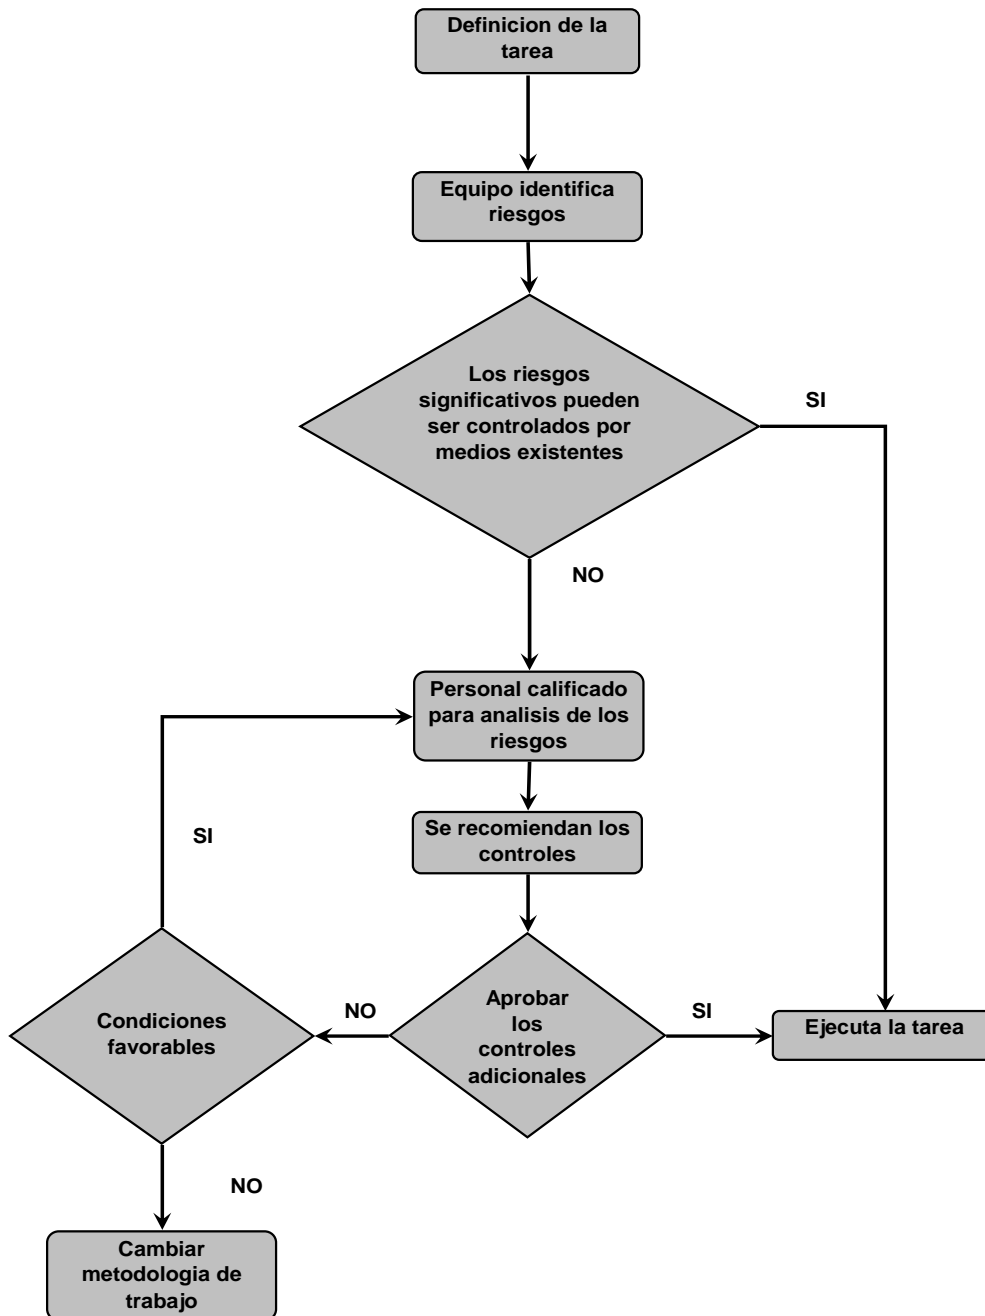 Definicion de la
tarea
Equipo identifica
riesgos
Los riesgos
significativos pueden
ser controlados por
medios existentes
SI
NO
Personal calificado
para analisis de los
riesgos
SI
Se recomiendan los
controles
Condiciones
favorables
NO
Aprobar
los
controles
adicionales
SI
Ejecuta la tarea
NO
Cambiar
metodologia de
trabajo